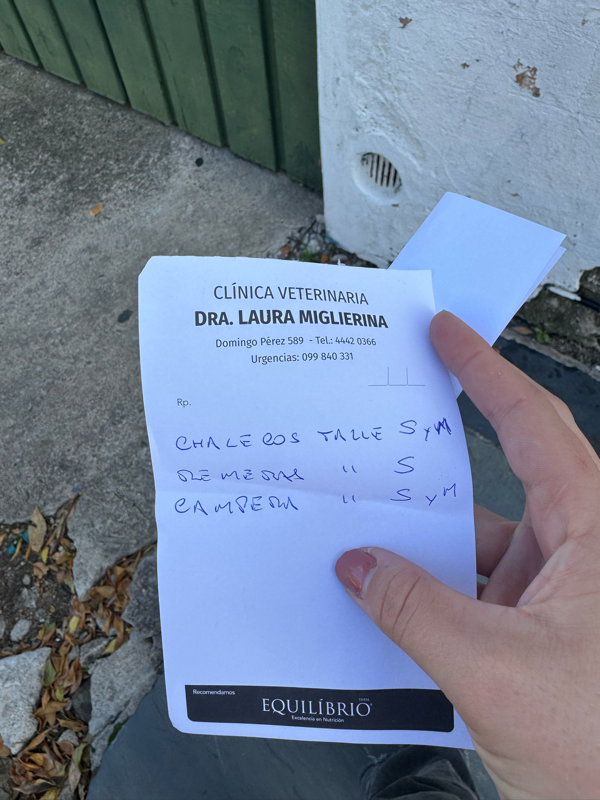 CLÍNICA VETERINARIA
DRA. LAURA MIGLIERINA
Domingo Pérez 589 - Tel.: 4442 0366
Urgencias: 099 840 331
Rp.
CHALECOS TALLE S y M
REMERAS " S
CAMPERA " S y M
Recomendamos
EQUILÍBRIO
Excelencia en Nutrición